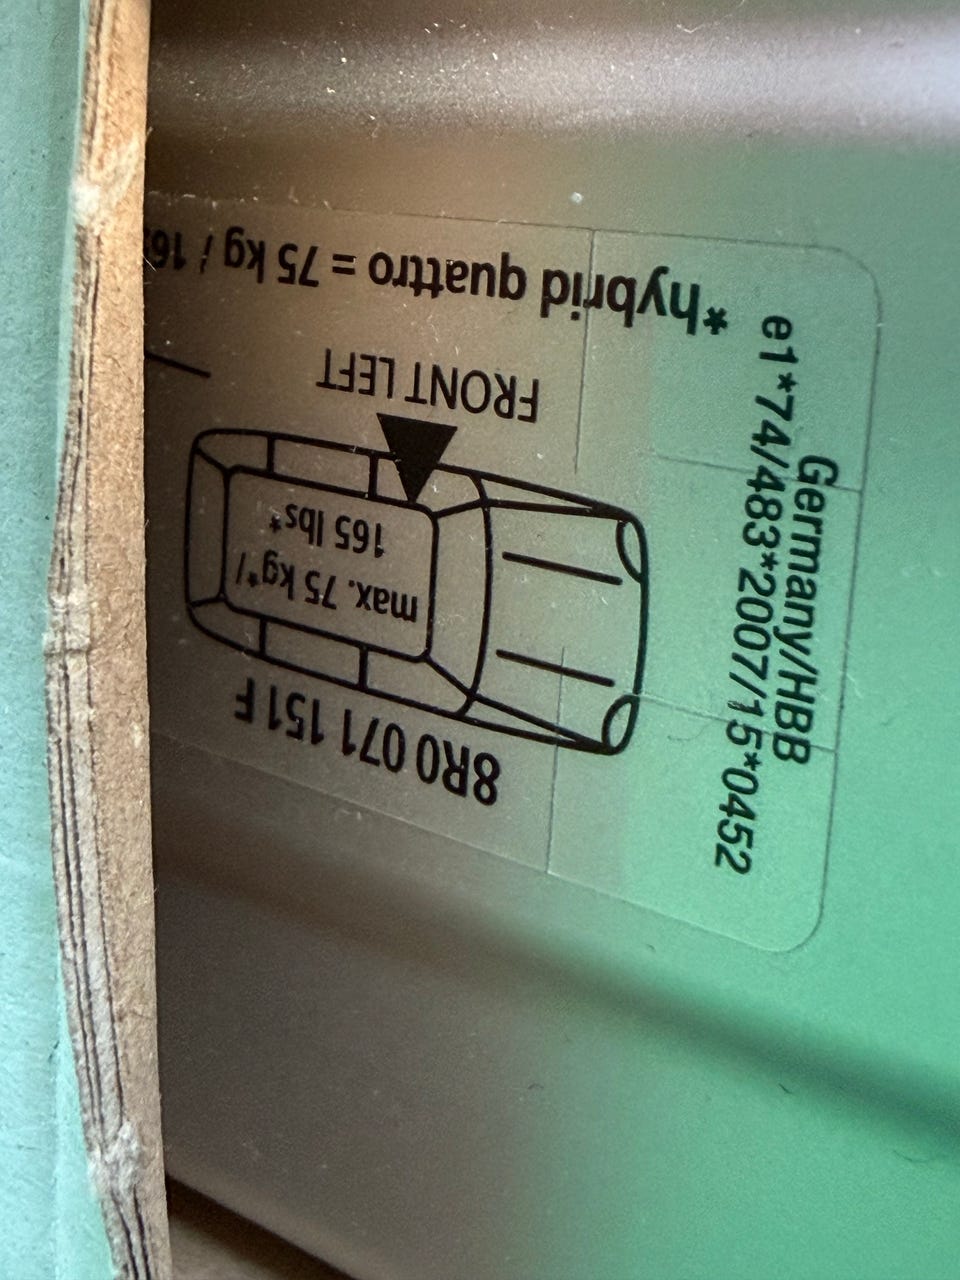 8R0 071 151 F
max. 75 kg*/
165 lbs*
FRONT LEFT
*hybrid quattro = 75 kg / 16
Germany/HBB
e1*74/483*2007/15*0452